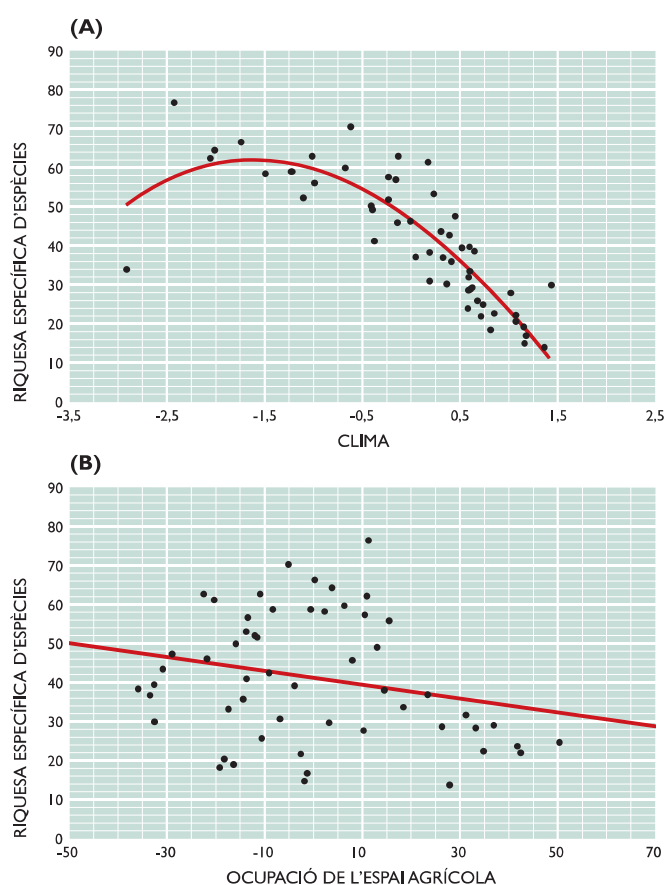 (A)
90
80
70
60
50
40
30
20
10
0
RIQUESA ESPECÍFICA D'ESPÈCIES
-3,5 -2,5 -1,5 -0,5 0,5 1,5 2,5
CLIMA
(B)
90
80
70
60
50
40
30
20
10
0
RIQUESA ESPECÍFICA D'ESPÈCIES
-50 -30 -10 10 30 50 70
OCUPACIÓ DE L'ESPAI AGRÍCOLA